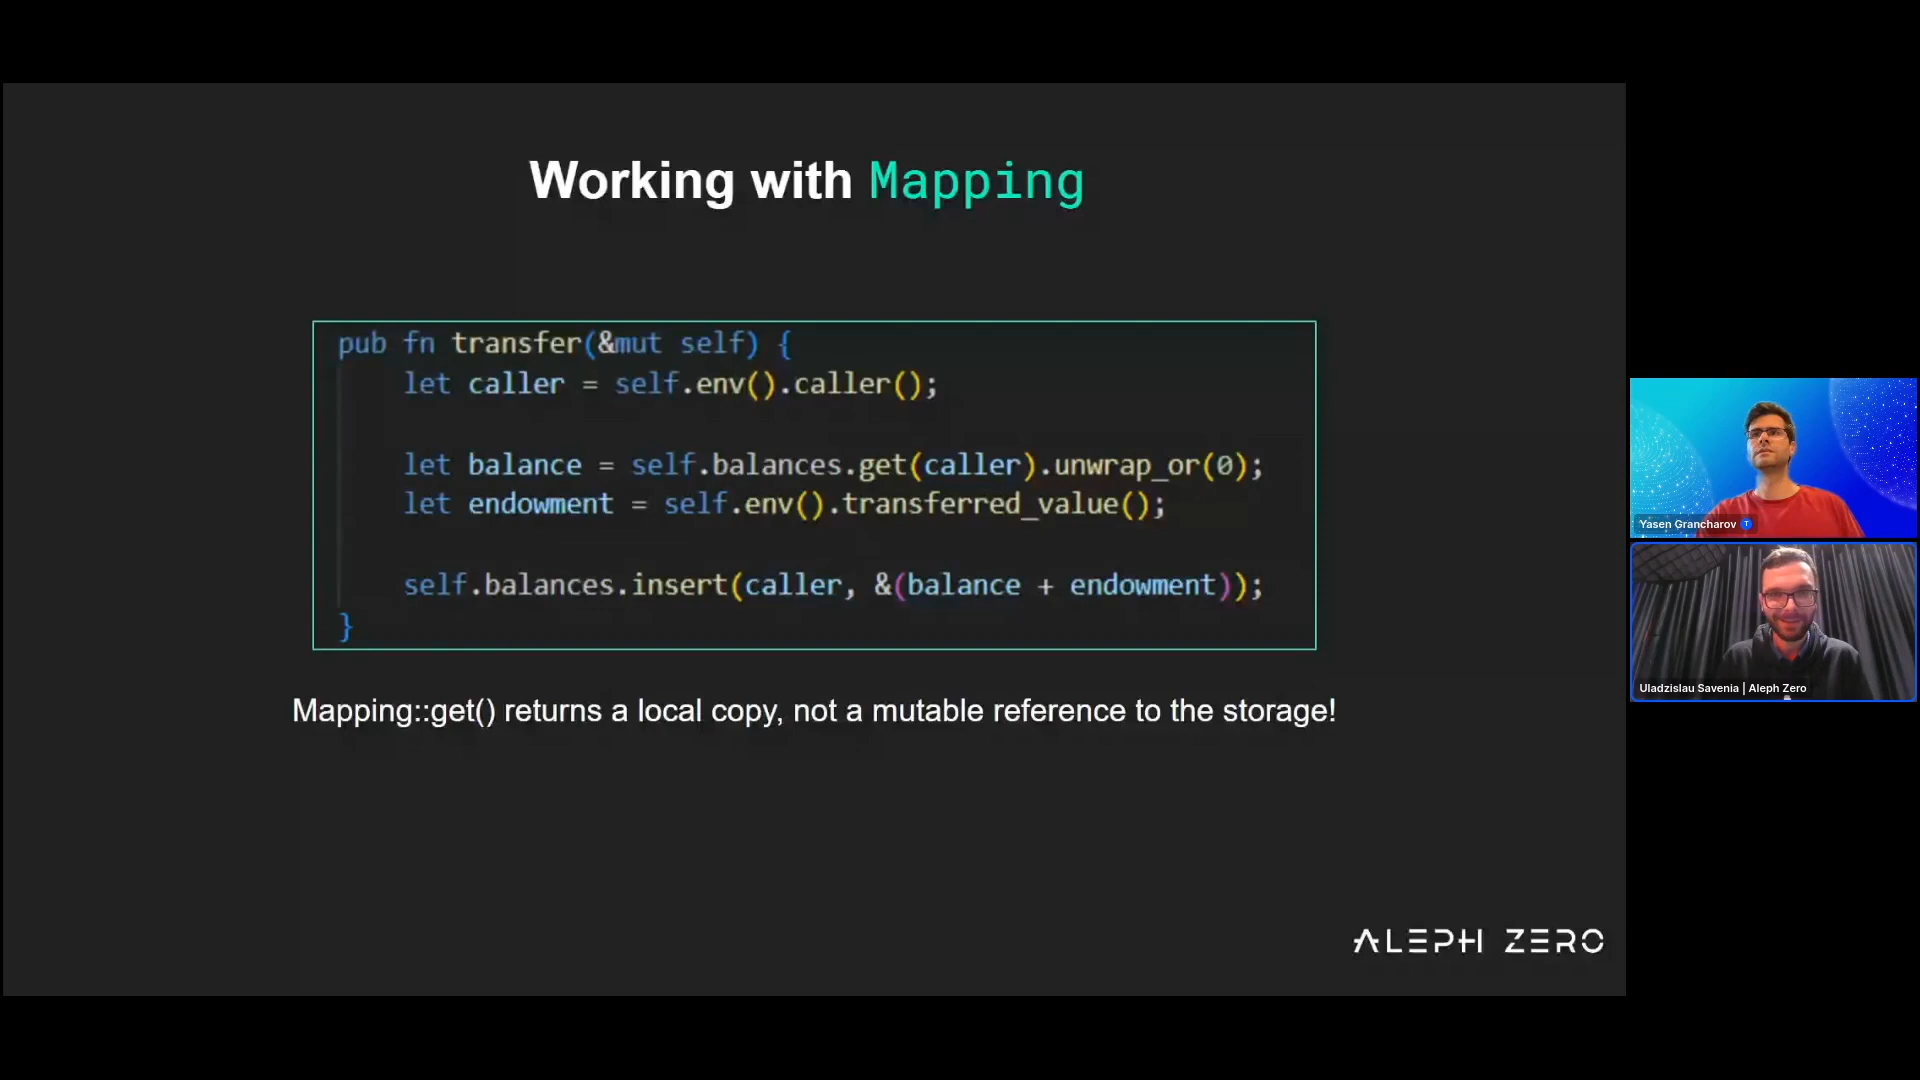 Working with Mapping
pub fn transfer(&mut self) {
let caller = self.env().caller();
let balance = self.balances.get(caller).unwrap_or(0);
let endowment = self.env().transferred_value();
self.balances.insert(caller, &(balance + endowment));
}
Mapping::get() returns a local copy, not a mutable reference to the storage!
ALEPH ZERO
Yasen Grancharov
Uladzislau Savenia | Aleph Zero